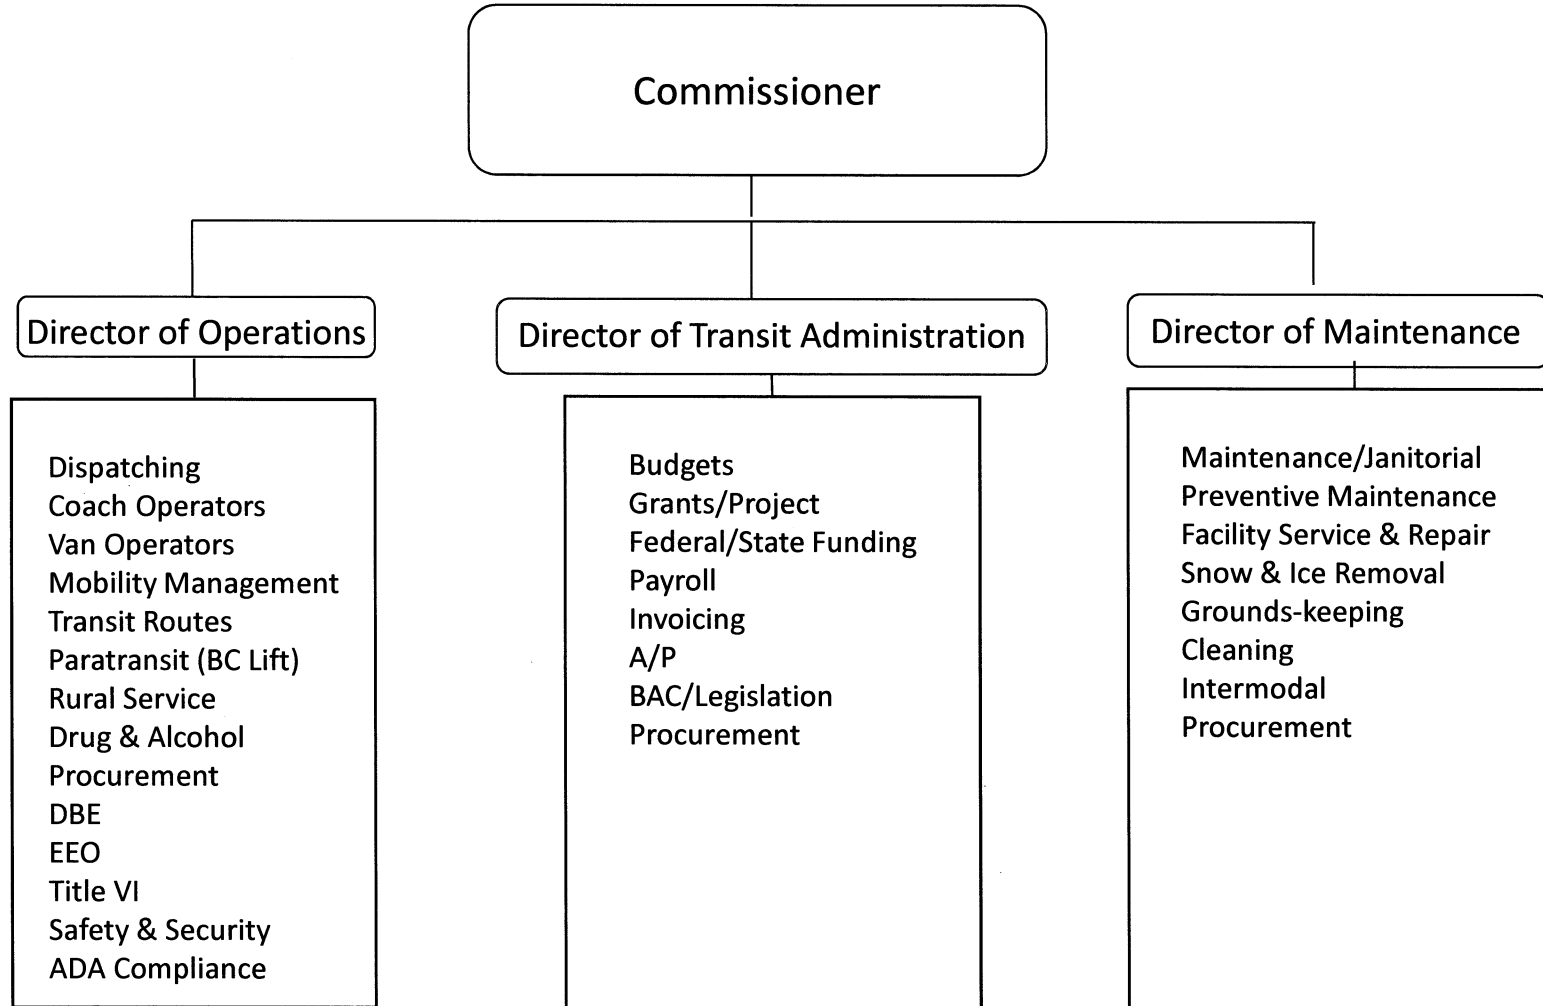 Commissioner
Director of Operations
Dispatching
Coach Operators
Van Operators
Mobility Management
Transit Routes
Paratransit (BC Lift)
Rural Service
Drug & Alcohol
Procurement
DBE
EEO
Title VI
Safety & Security
ADA Compliance
Director of Transit Administration
Budgets
Grants/Project
Federal/State Funding
Payroll
Invoicing
A/P
BAC/Legislation
Procurement
Director of Maintenance
Maintenance/Janitorial
Preventive Maintenance
Facility Service & Repair
Snow & Ice Removal
Grounds-keeping
Cleaning
Intermodal
Procurement